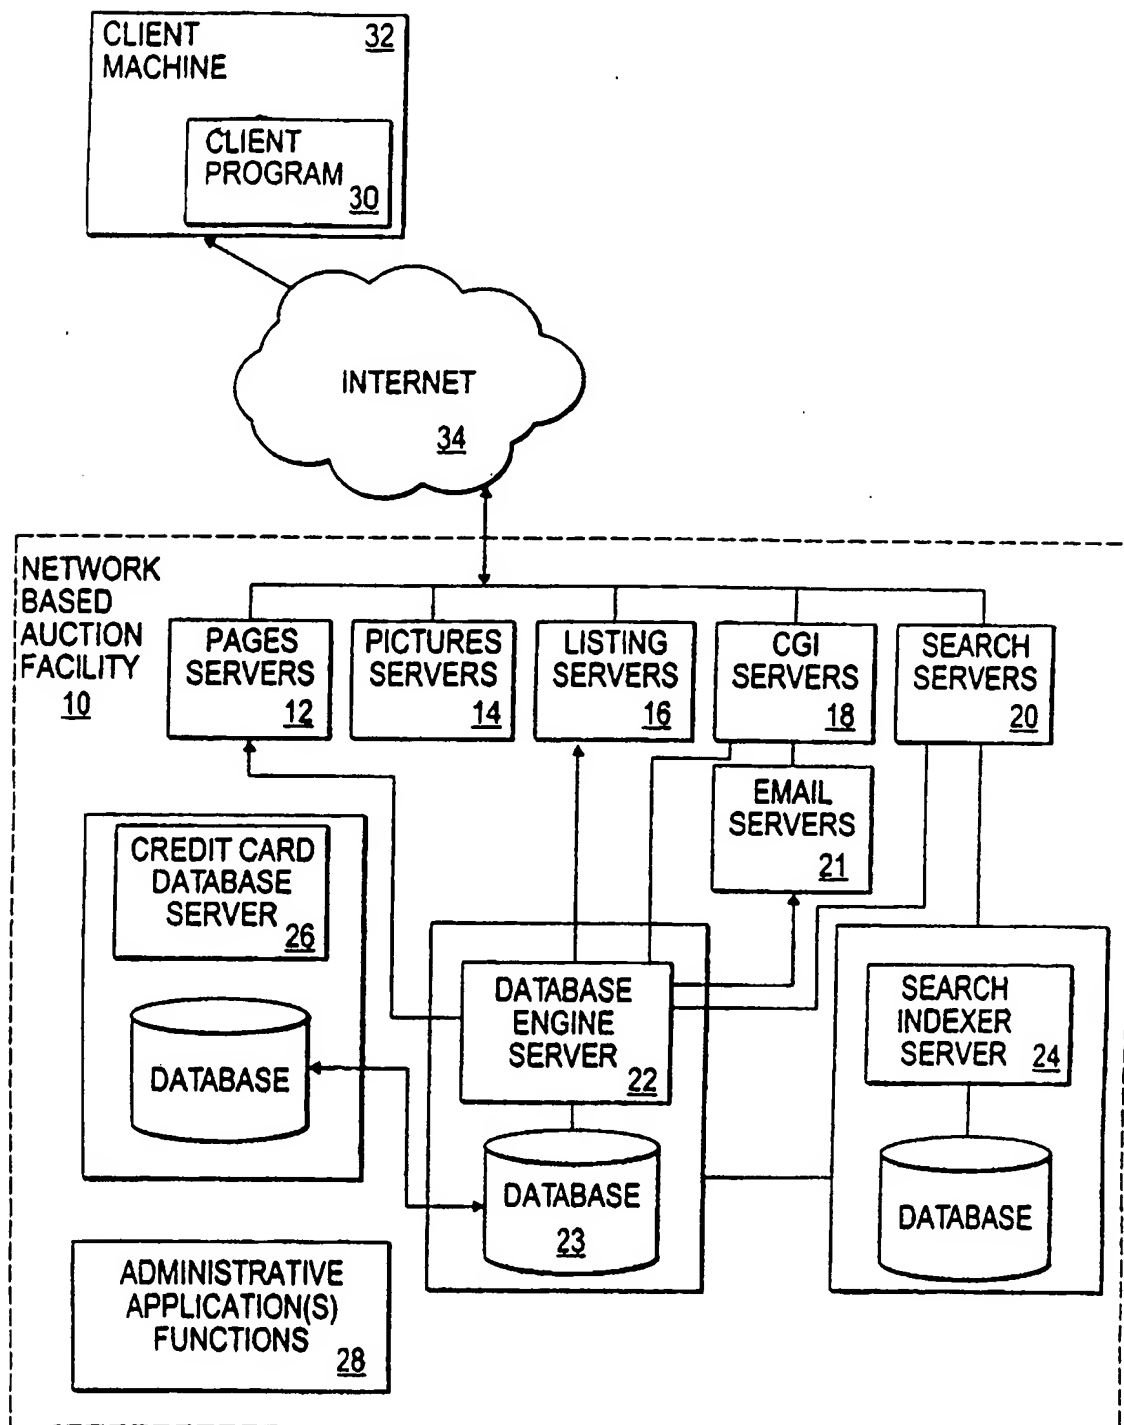 CLIENT
MACHINE
32
CLIENT
PROGRAM
30
INTERNET
34
NETWORK
BASED
AUCTION
FACILITY
10
PAGES
SERVERS
12
PICTURES
SERVERS
14
LISTING
SERVERS
16
CGI
SERVERS
18
SEARCH
SERVERS
20
EMAIL
SERVERS
21
CREDIT CARD
DATABASE
SERVER
26
DATABASE
DATABASE
ENGINE
SERVER
22
DATABASE
23
SEARCH
INDEXER
SERVER
24
DATABASE
ADMINISTRATIVE
APPLICATION(S)
FUNCTIONS
28